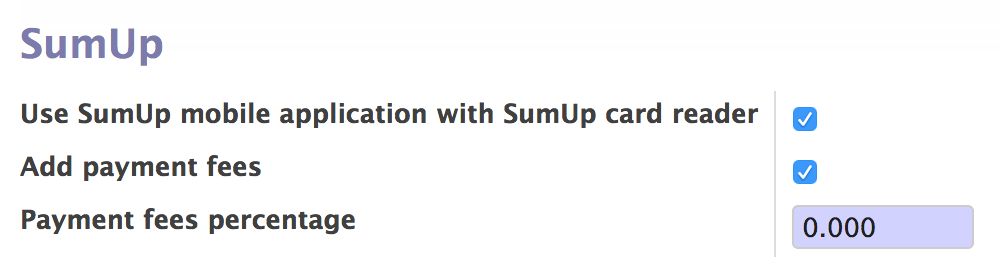 SumUp
Use SumUp mobile application with SumUp card reader
Add payment fees
Payment fees percentage 0.000